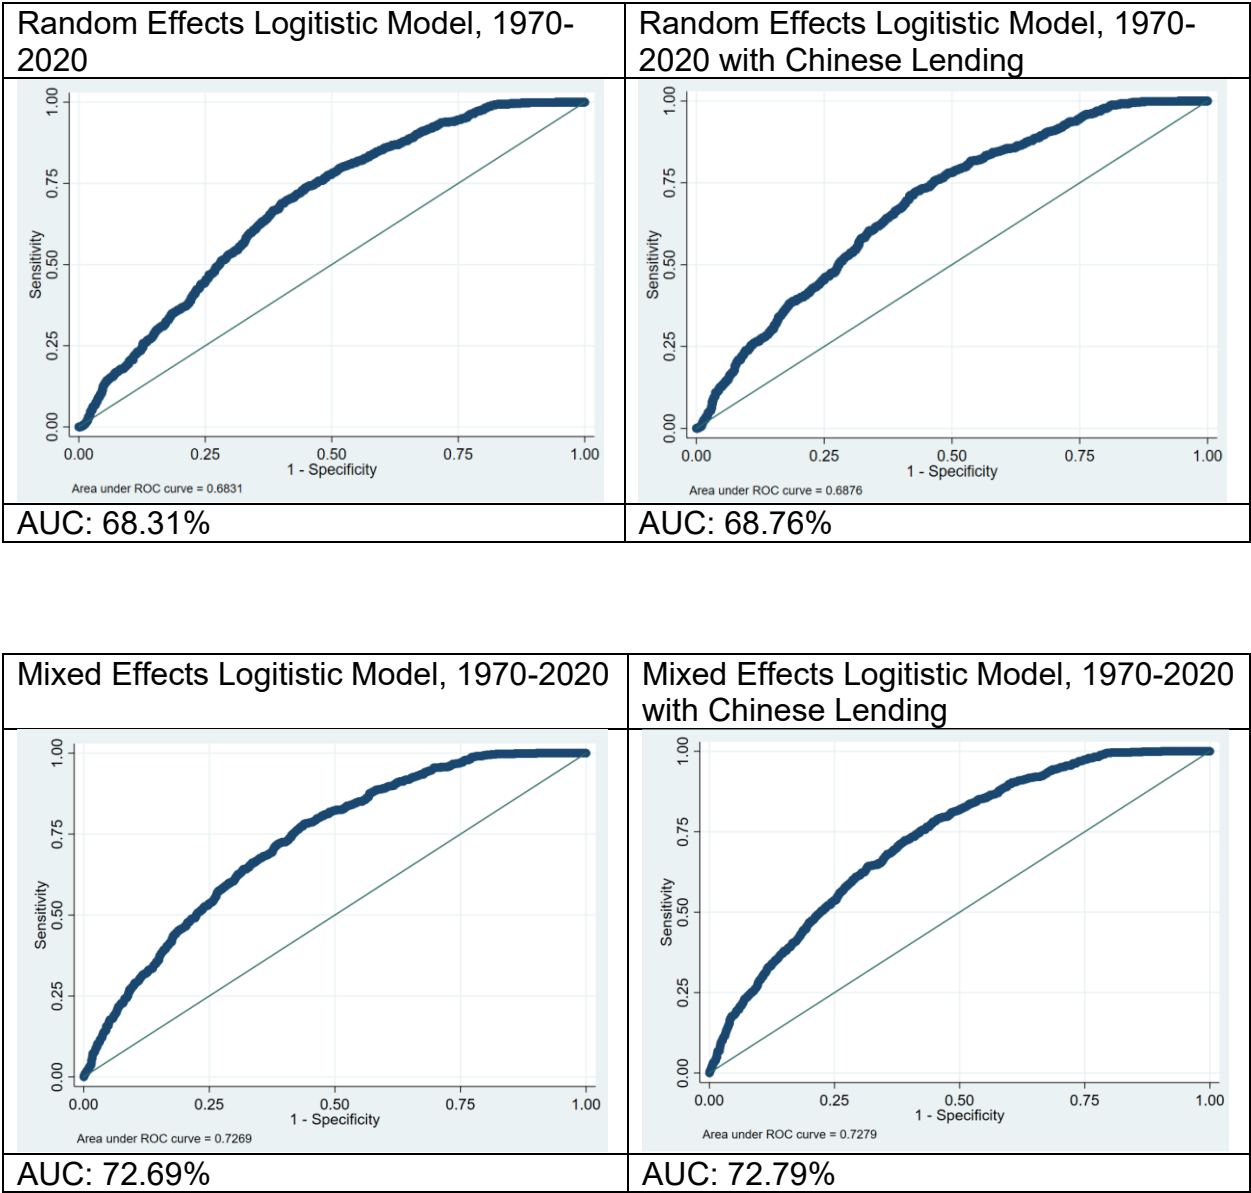 Random Effects Logitistic Model, 1970-
2020
Random Effects Logitistic Model, 1970-
2020 with Chinese Lending
1.00
0.75
0.50
0.25
0.00
Sensitivity
0.00 0.25 0.50 0.75 1.00
1 - Specificity
Area under ROC curve = 0.6831
1.00
0.75
0.50
0.25
0.00
Sensitivity
0.00 0.25 0.50 0.75 1.00
1 - Specificity
Area under ROC curve = 0.6876
AUC: 68.31%
AUC: 68.76%
Mixed Effects Logitistic Model, 1970-2020
Mixed Effects Logitistic Model, 1970-2020
with Chinese Lending
1.00
0.75
0.50
0.25
0.00
Sensitivity
0.00 0.25 0.50 0.75 1.00
1 - Specificity
Area under ROC curve = 0.7269
1.00
0.75
0.50
0.25
0.00
Sensitivity
0.00 0.25 0.50 0.75 1.00
1 - Specificity
Area under ROC curve = 0.7279
AUC: 72.69%
AUC: 72.79%